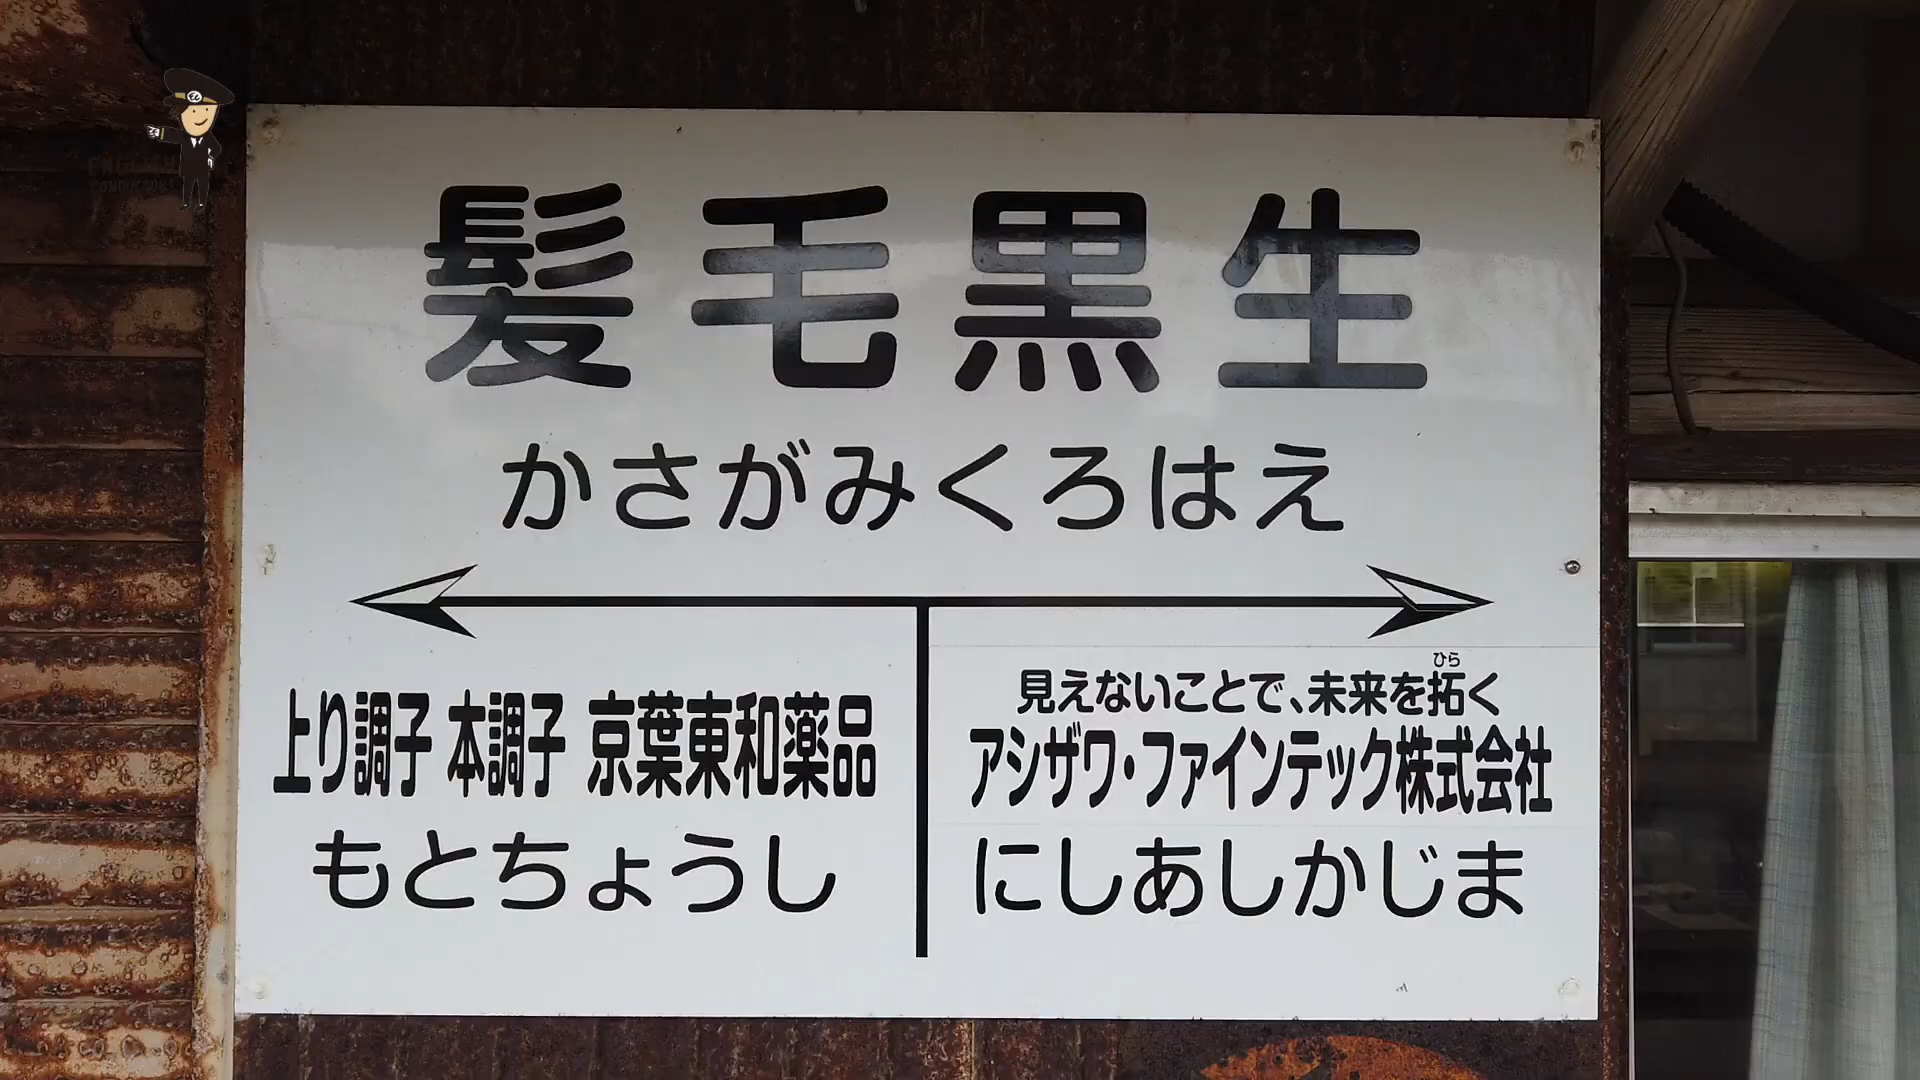 髪毛黒生
かさがみくろはえ
上り調子 本調子 京葉東和薬品
もとちょうし
ひら
見えないことで、未来を拓く
アシザワ・ファインテック株式会社
にしあしかじま